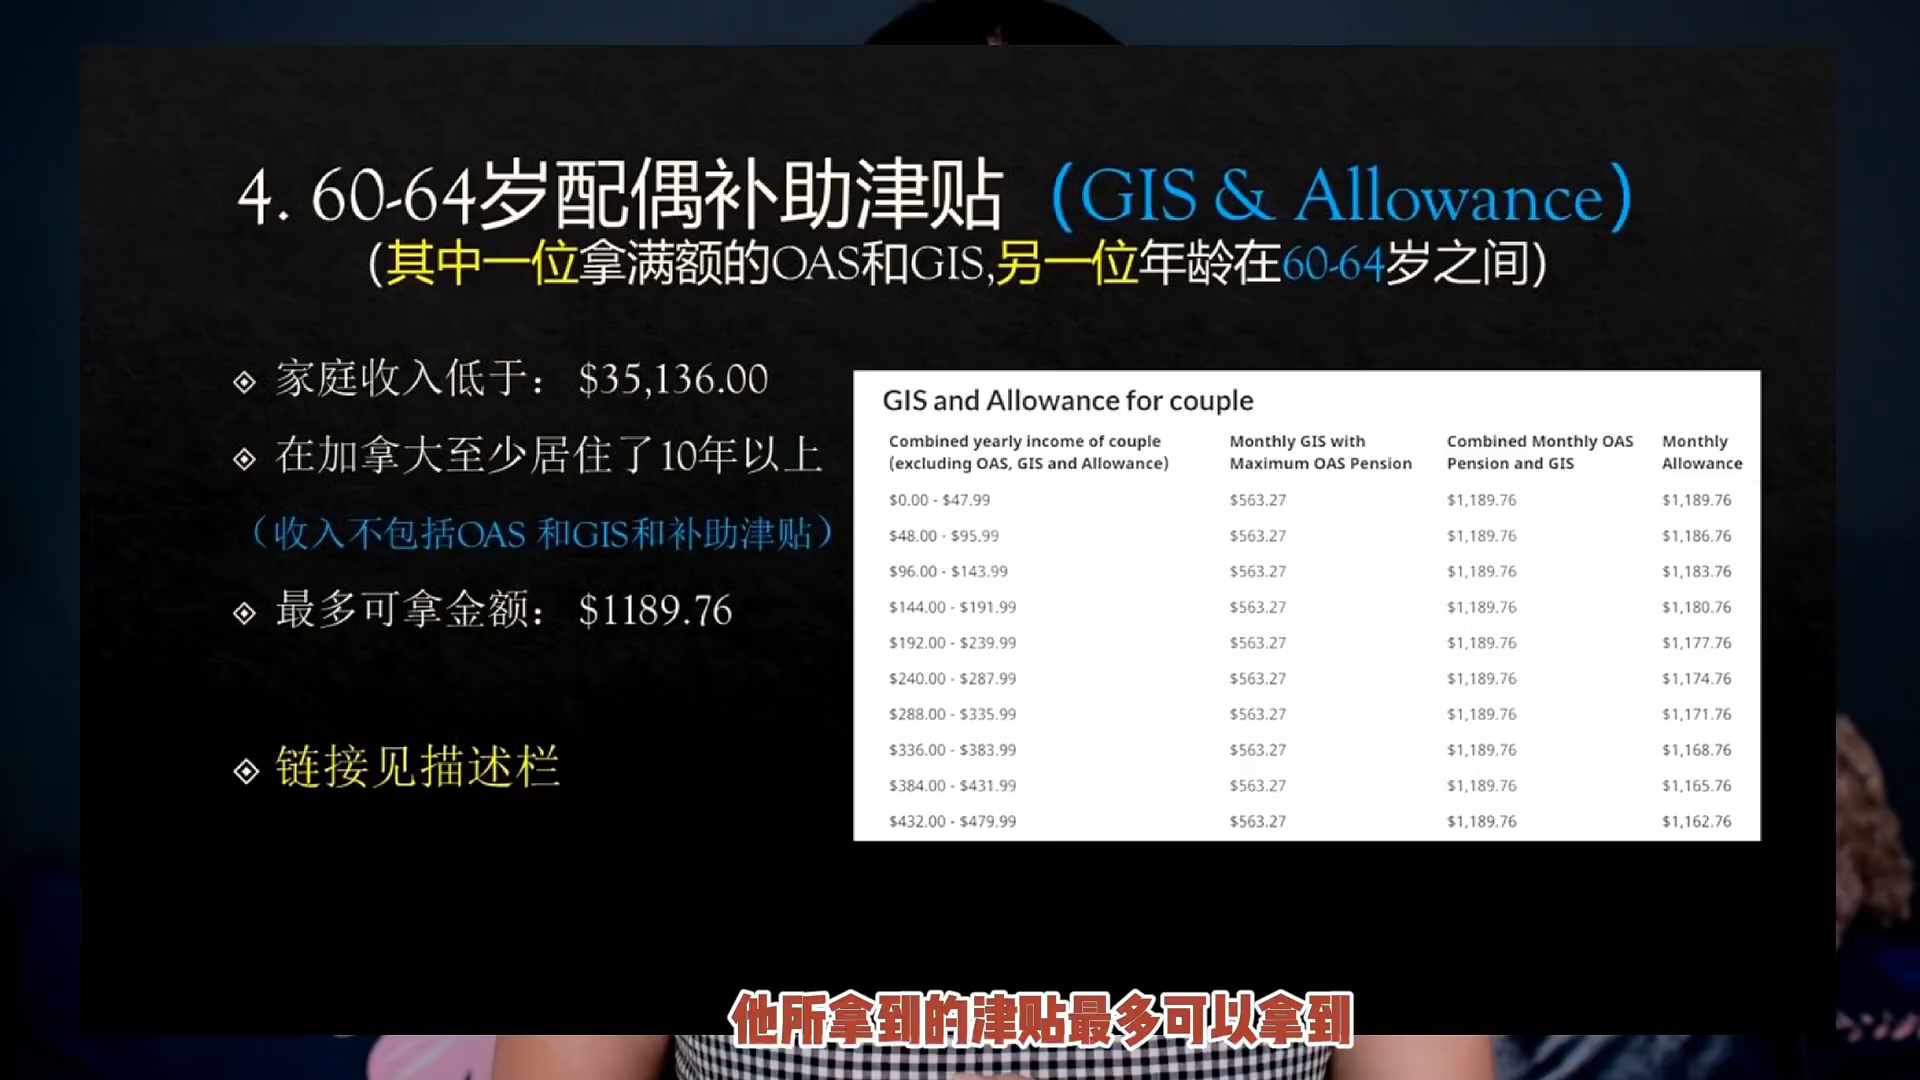 4. 60-64岁配偶补助津贴（GIS & Allowance）
(其中一位拿满额的OAS和GIS,另一位年龄在60-64岁之间)
家庭收入低于： $35,136.00
在加拿大至少居住了10年以上
（收入不包括OAS 和GIS和补助津贴）
最多可拿金额： $1189.76
链接见描述栏
GIS and Allowance for couple
Combined yearly income of couple (excluding OAS, GIS and Allowance) Monthly GIS with Maximum OAS Pension Combined Monthly OAS Pension and GIS Monthly Allowance
$0.00 - $47.99 $563.27 $1,189.76 $1,189.76
$48.00 - $95.99 $563.27 $1,189.76 $1,186.76
$96.00 - $143.99 $563.27 $1,189.76 $1,183.76
$144.00 - $191.99 $563.27 $1,189.76 $1,180.76
$192.00 - $239.99 $563.27 $1,189.76 $1,177.76
$240.00 - $287.99 $563.27 $1,189.76 $1,174.76
$288.00 - $335.99 $563.27 $1,189.76 $1,171.76
$336.00 - $383.99 $563.27 $1,189.76 $1,168.76
$384.00 - $431.99 $563.27 $1,189.76 $1,165.76
$432.00 - $479.99 $563.27 $1,189.76 $1,162.76
他所拿到的津贴最多可以拿到